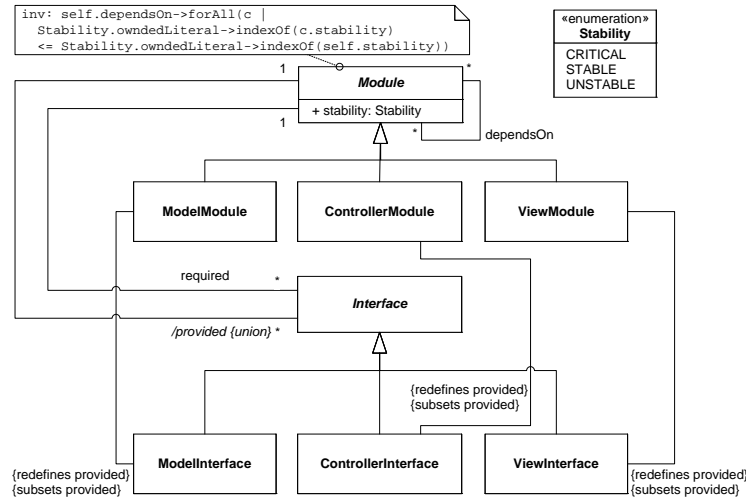 inv: self.dependsOn->forAll(c |
Stability.owndedLiteral->indexOf(c.stability)
<= Stability.owndedLiteral->indexOf(self.stability))
«enumeration»
Stability
CRITICAL
STABLE
UNSTABLE
1
*
Module
+ stability: Stability
1
*
dependsOn
ModelModule
ControllerModule
ViewModule
required
*
Interface
/provided {union} *
{redefines provided}
{subsets provided}
ModelInterface
ControllerInterface
ViewInterface
{redefines provided}
{subsets provided}
{redefines provided}
{subsets provided}